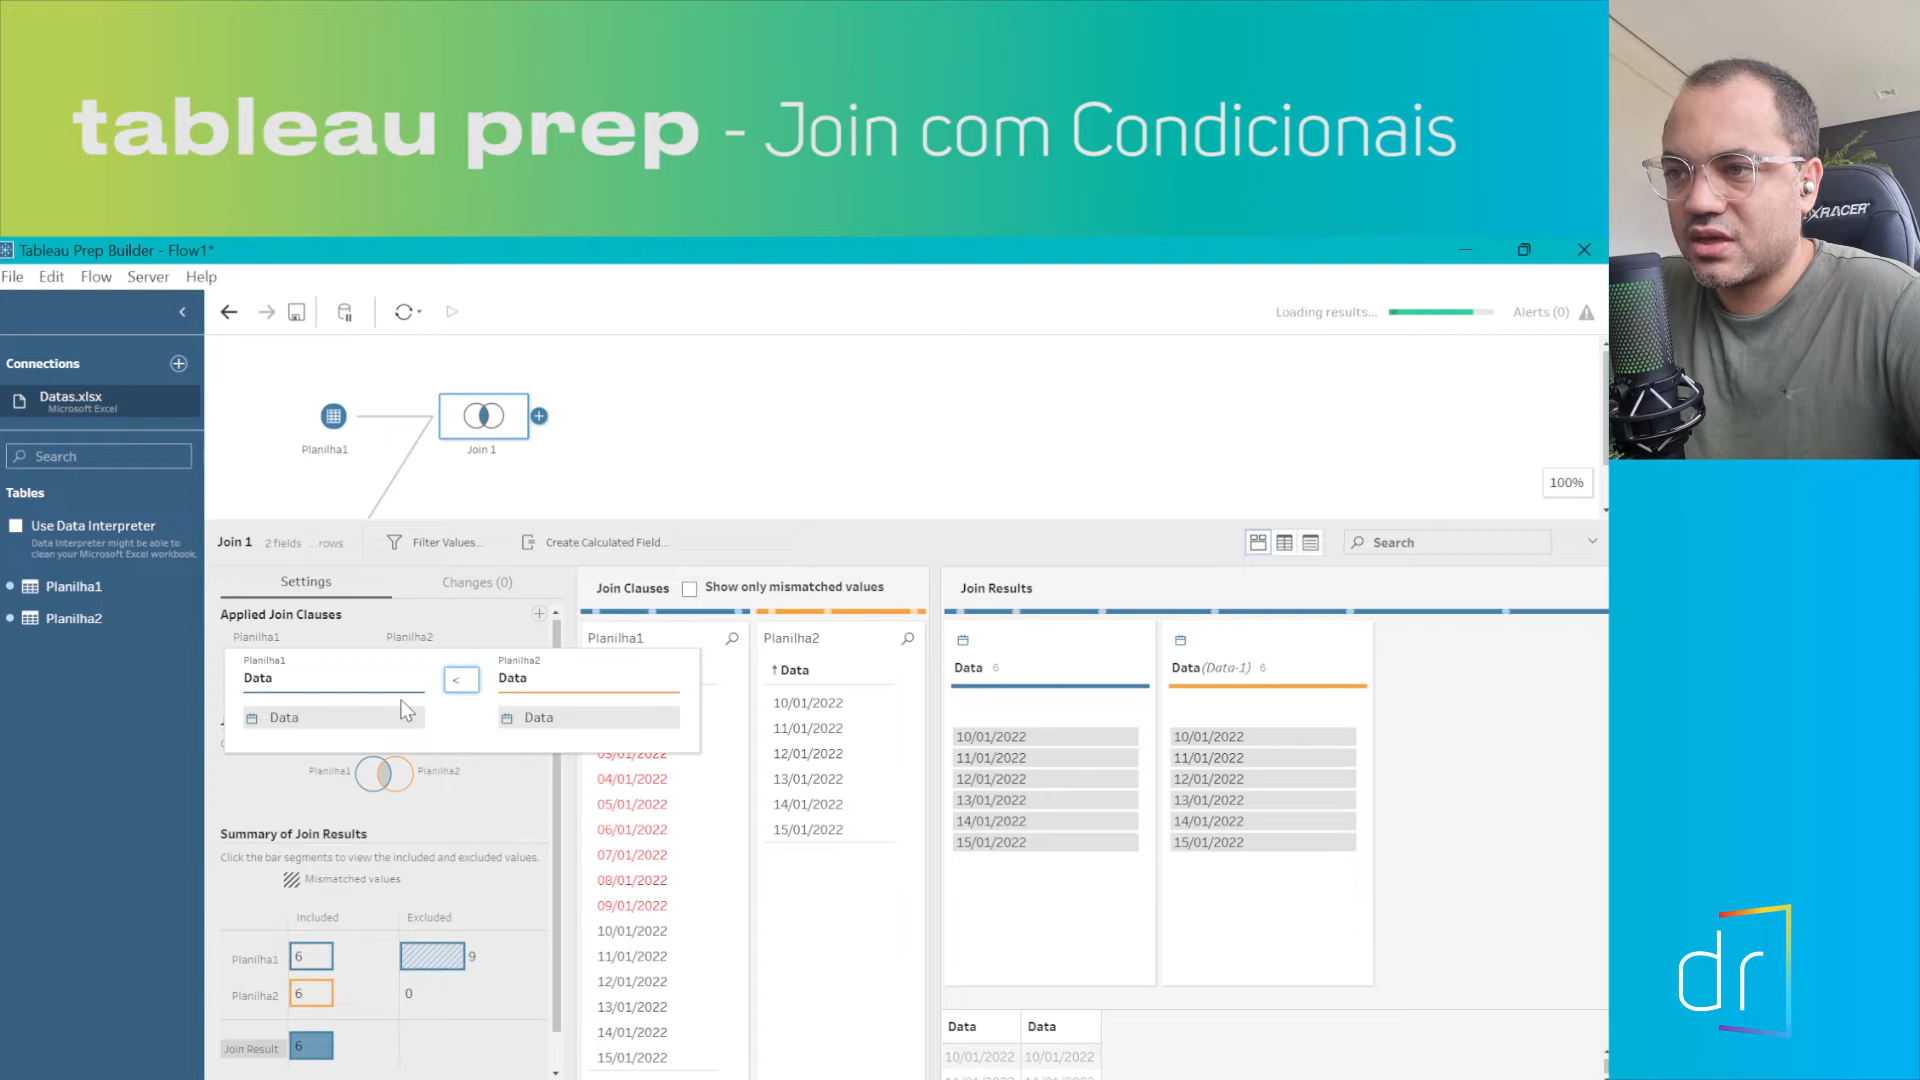 tableau prep - Join com Condicionais
XRACER
Tableau Prep Builder - Flow1*
File Edit Flow Server Help
Loading results...
Alerts (0)
Connections
Datas.xlsx
Microsoft Excel
Search
Tables
Use Data Interpreter
Data Interpreter might be able to
clean your Microsoft Excel workbook.
Planilha1
Planilha2
Planilha1
Join 1
100%
Join 1 2 fields ...rows
Filter Values...
Create Calculated Field...
Search
Settings
Changes (0)
Applied Join Clauses
Planilha1 Planilha2
Planilha1
Data
<
Planilha2
Data
Data
Data
Planilha1
Planilha2
Summary of Join Results
Click the bar segments to view the included and excluded values.
Mismatched values
Included Excluded
Planilha1 6 9
Planilha2 6 0
Join Result 6
Join Clauses
Show only mismatched values
Planilha1
03/01/2022
04/01/2022
05/01/2022
06/01/2022
07/01/2022
08/01/2022
09/01/2022
10/01/2022
11/01/2022
12/01/2022
13/01/2022
14/01/2022
15/01/2022
Planilha2
Data
10/01/2022
11/01/2022
12/01/2022
13/01/2022
14/01/2022
15/01/2022
Join Results
Data 6
10/01/2022
11/01/2022
12/01/2022
13/01/2022
14/01/2022
15/01/2022
Data (Data-1) 6
10/01/2022
11/01/2022
12/01/2022
13/01/2022
14/01/2022
15/01/2022
Data Data
10/01/2022 10/01/2022
dr